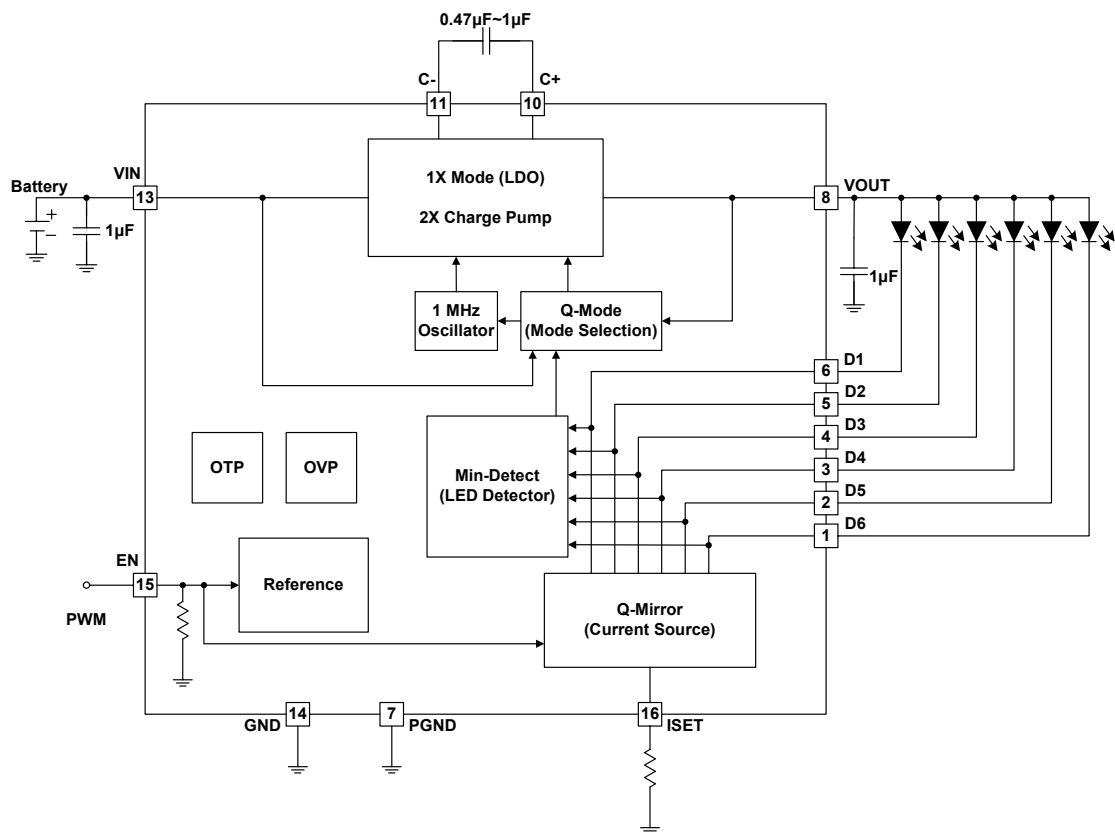 0.47µF~1µF
C-
C+
11
10
VIN
Battery
13
1X Mode (LDO)
2X Charge Pump
8
VOUT
+
−
1µF
1µF
1 MHz
Oscillator
Q-Mode
(Mode Selection)
6
D1
5
D2
4
D3
3
D4
2
D5
1
D6
OTP
OVP
Min-Detect
(LED Detector)
EN
15
PWM
Reference
Q-Mirror
(Current Source)
GND
14
7
PGND
16
ISET